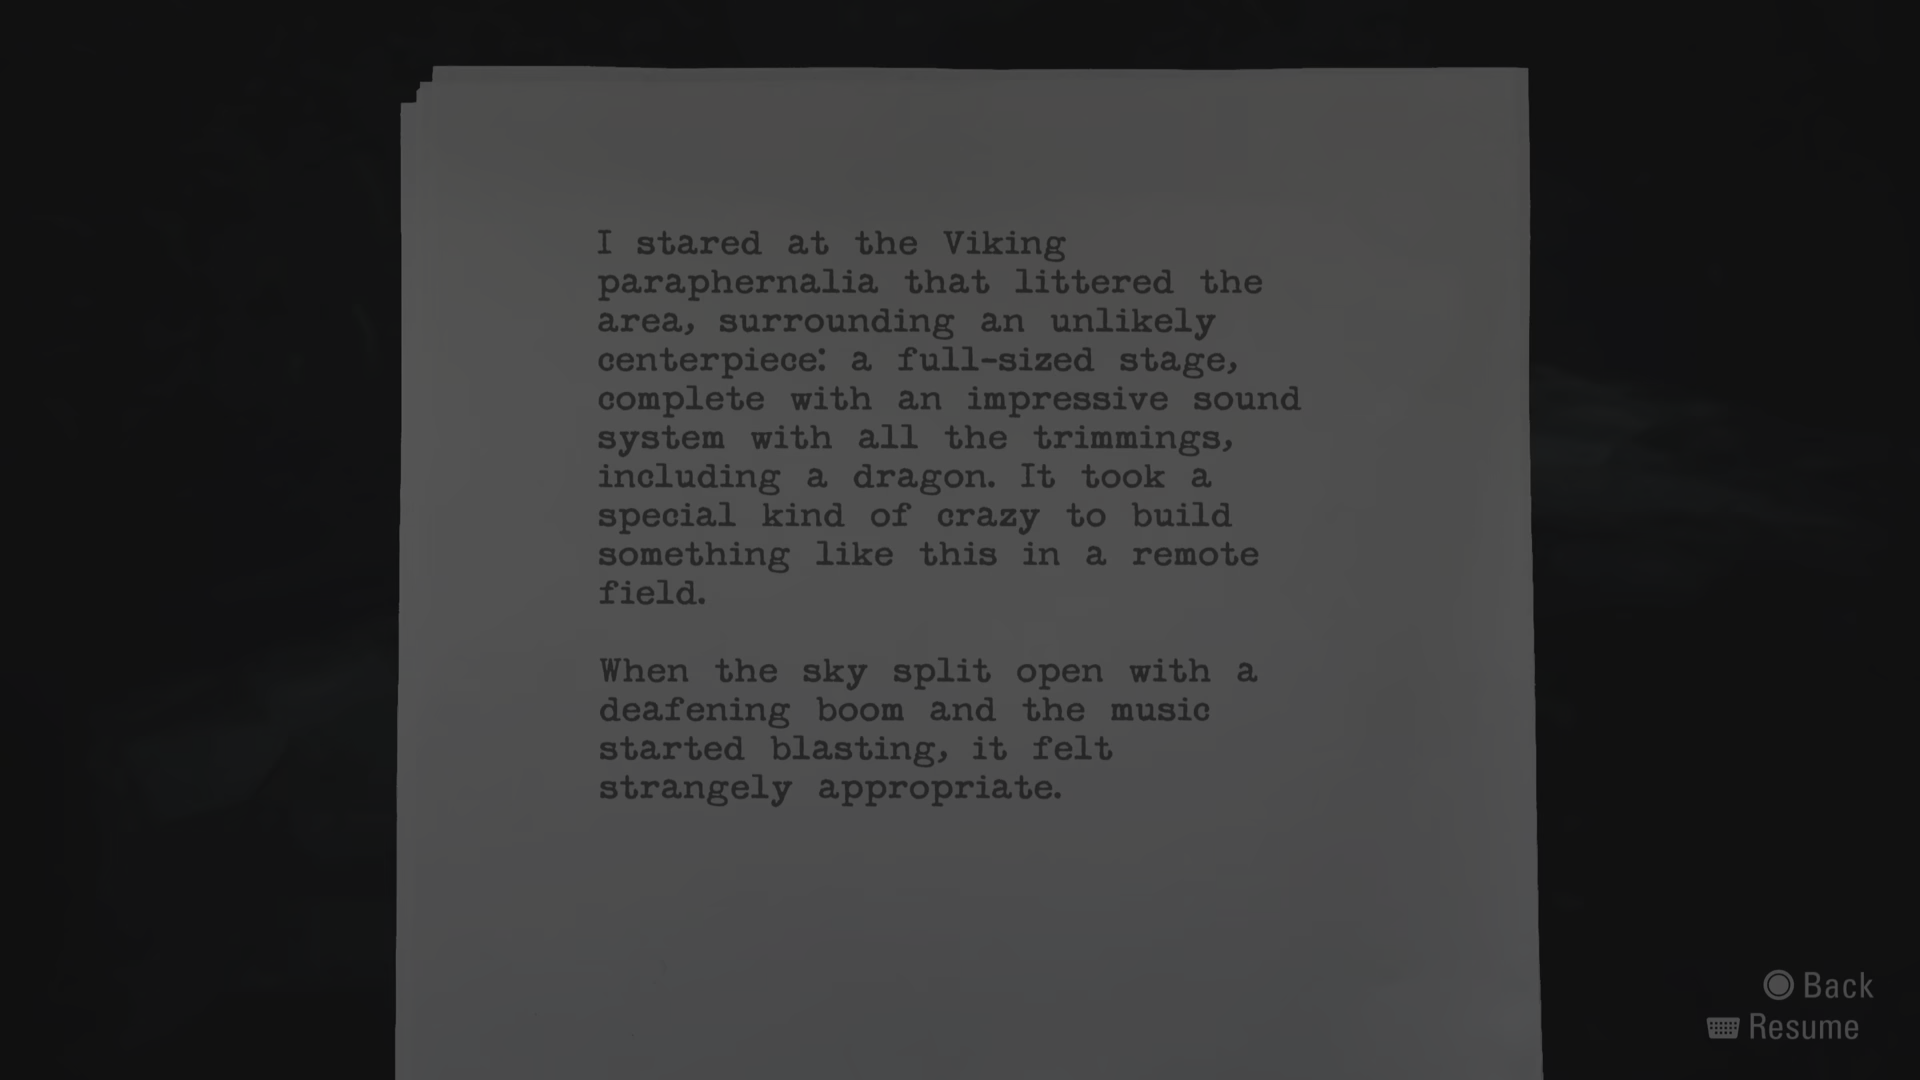 I stared at the Viking
paraphernalia that littered the
area, surrounding an unlikely
centerpiece: a full-sized stage,
complete with an impressive sound
system with all the trimmings,
including a dragon. It took a
special kind of crazy to build
something like this in a remote
field.
When the sky split open with a
deafening boom and the music
started blasting, it felt
strangely appropriate.
Back
Resume